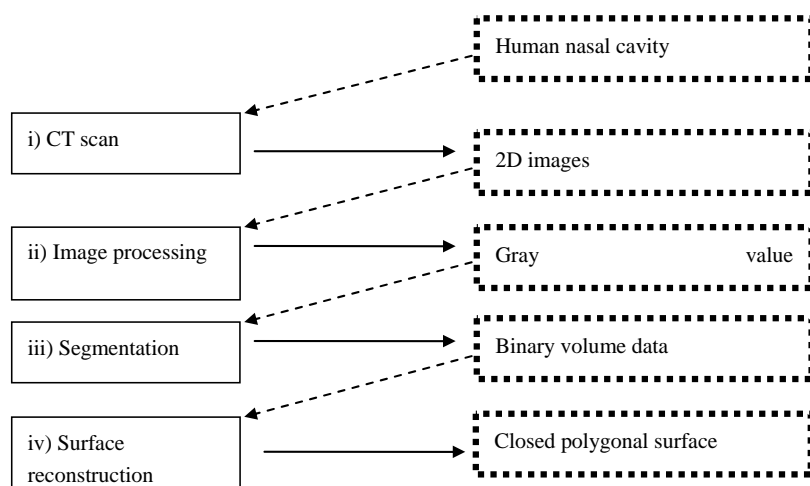 Human nasal cavity
i) CT scan
2D images
ii) Image processing
Gray value
iii) Segmentation
Binary volume data
iv) Surface
reconstruction
Closed polygonal surface